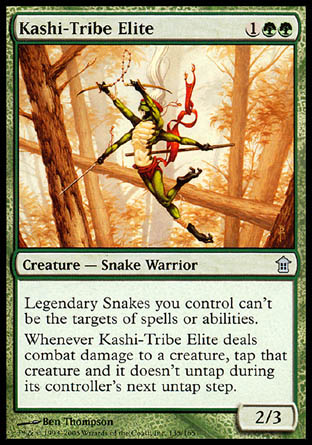 Kashi-Tribe Elite 1
Creature — Snake Warrior
Legendary Snakes you control can't
be the targets of spells or abilities.
Whenever Kashi-Tribe Elite deals
combat damage to a creature, tap that
creature and it doesn't untap during
its controller's next untap step.
Ben Thompson
2/3